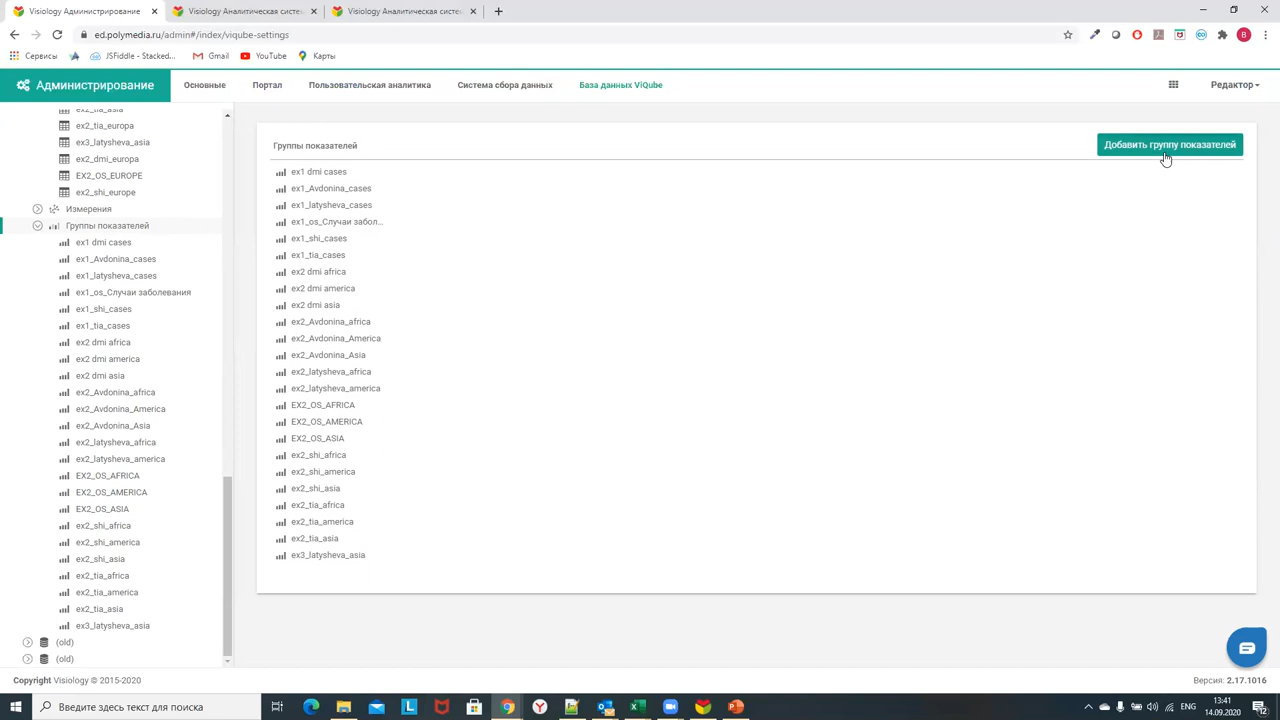 Visiology Администрирование
Visiology Аналитическая систем
Visiology Аналитическая систем
ed.polymedia.ru/admin#/index/viqube-settings
Сервисы
JSFiddle - Stacked...
Gmail
YouTube
Карты
Администрирование
Основные
Портал
Пользовательская аналитика
Система сбора данных
База данных ViQube
Редактор
ex2_tia_asia
ex2_tia_europa
ex3_latysheva_asia
ex2_dmi_europa
EX2_OS_EUROPE
ex2_shi_europe
Измерения
Группы показателей
ex1 dmi cases
ex1_Avdonina_cases
ex1_latysheva_cases
ex1_os_Случаи заболевания
ex1_shi_cases
ex1_tia_cases
ex2 dmi africa
ex2 dmi america
ex2 dmi asia
ex2_Avdonina_africa
ex2_Avdonina_America
ex2_Avdonina_Asia
ex2_latysheva_africa
ex2_latysheva_america
EX2_OS_AFRICA
EX2_OS_AMERICA
EX2_OS_ASIA
ex2_shi_africa
ex2_shi_america
ex2_shi_asia
ex2_tia_africa
ex2_tia_america
ex2_tia_asia
ex3_latysheva_asia
(old)
(old)
Группы показателей
Добавить группу показателей
ex1 dmi cases
ex1_Avdonina_cases
ex1_latysheva_cases
ex1_os_Случаи забол...
ex1_shi_cases
ex1_tia_cases
ex2 dmi africa
ex2 dmi america
ex2 dmi asia
ex2_Avdonina_africa
ex2_Avdonina_America
ex2_Avdonina_Asia
ex2_latysheva_africa
ex2_latysheva_america
EX2_OS_AFRICA
EX2_OS_AMERICA
EX2_OS_ASIA
ex2_shi_africa
ex2_shi_america
ex2_shi_asia
ex2_tia_africa
ex2_tia_america
ex2_tia_asia
ex3_latysheva_asia
Copyright Visiology © 2015-2020
Версия: 2.17.1016
Введите здесь текст для поиска
ENG
13:41
14.09.2020
12